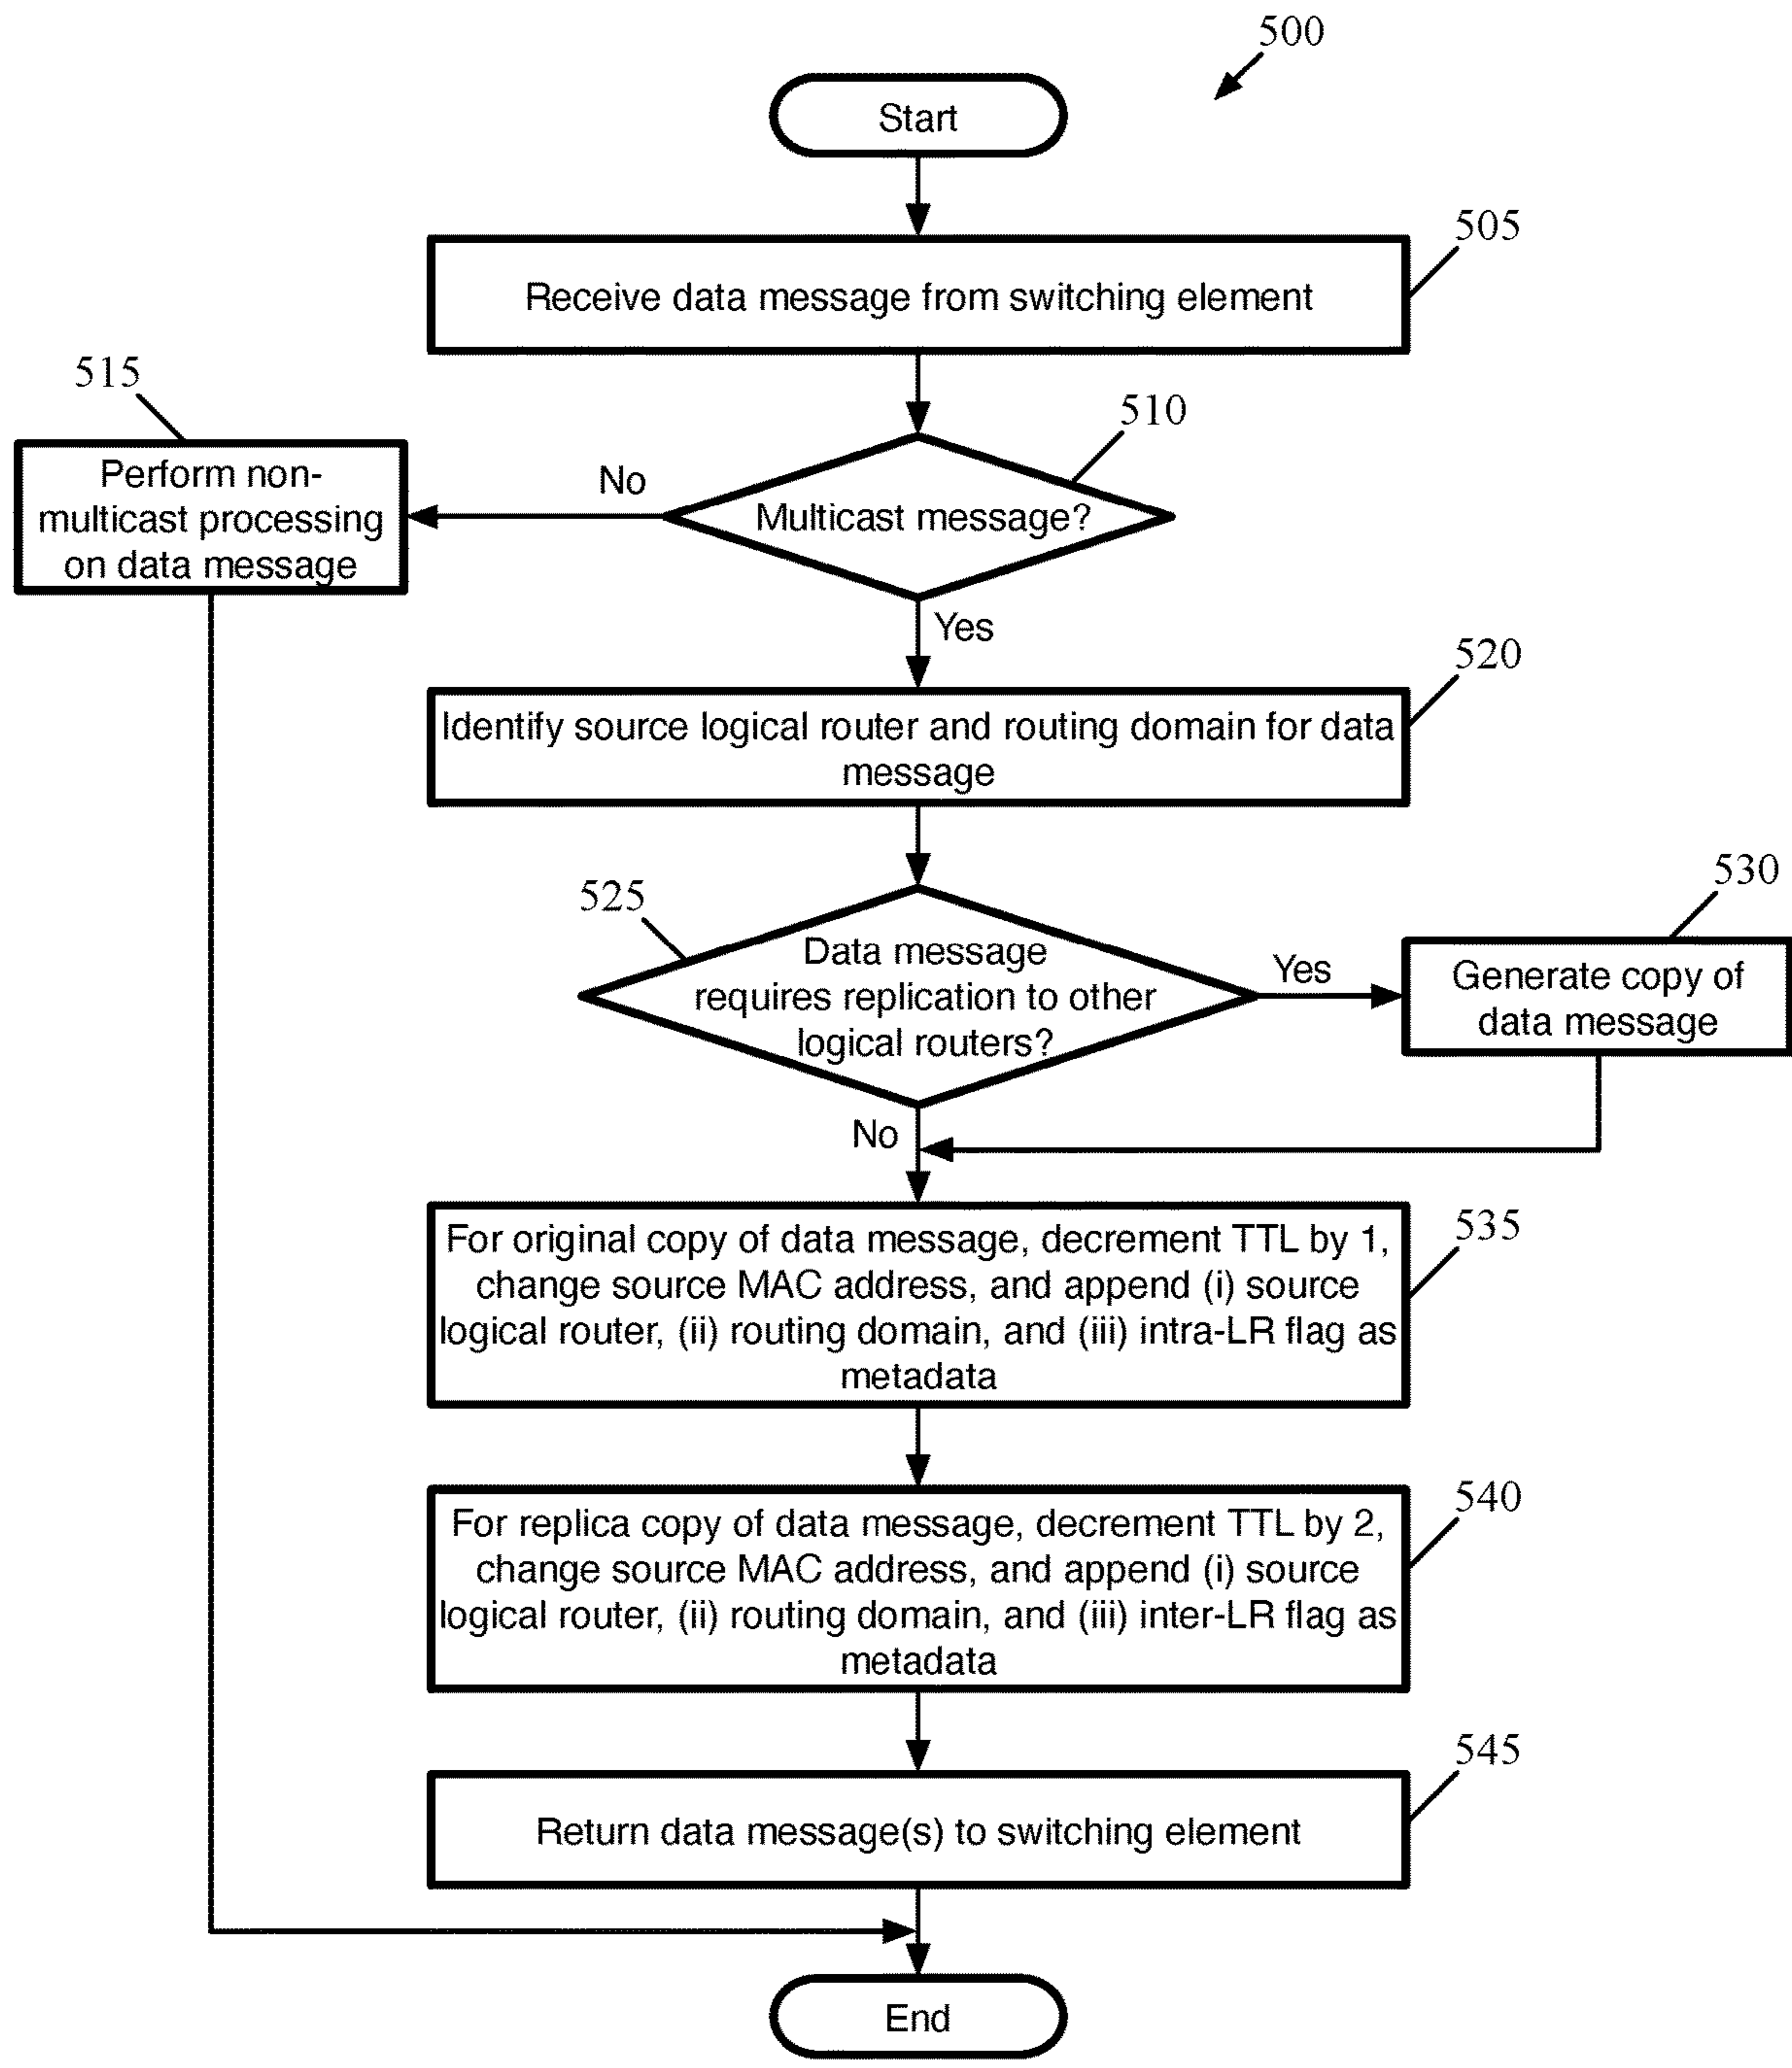 500
Start
505
Receive data message from switching element
515
510
Perform non-
multicast processing
on data message
No
Multicast message?
Yes
520
Identify source logical router and routing domain for data
message
525
530
Data message
requires replication to other
logical routers?
Yes
Generate copy of
data message
No
535
For original copy of data message, decrement TTL by 1,
change source MAC address, and append (i) source
logical router, (ii) routing domain, and (iii) intra-LR flag as
metadata
540
For replica copy of data message, decrement TTL by 2,
change source MAC address, and append (i) source
logical router, (ii) routing domain, and (iii) inter-LR flag as
metadata
545
Return data message(s) to switching element
End